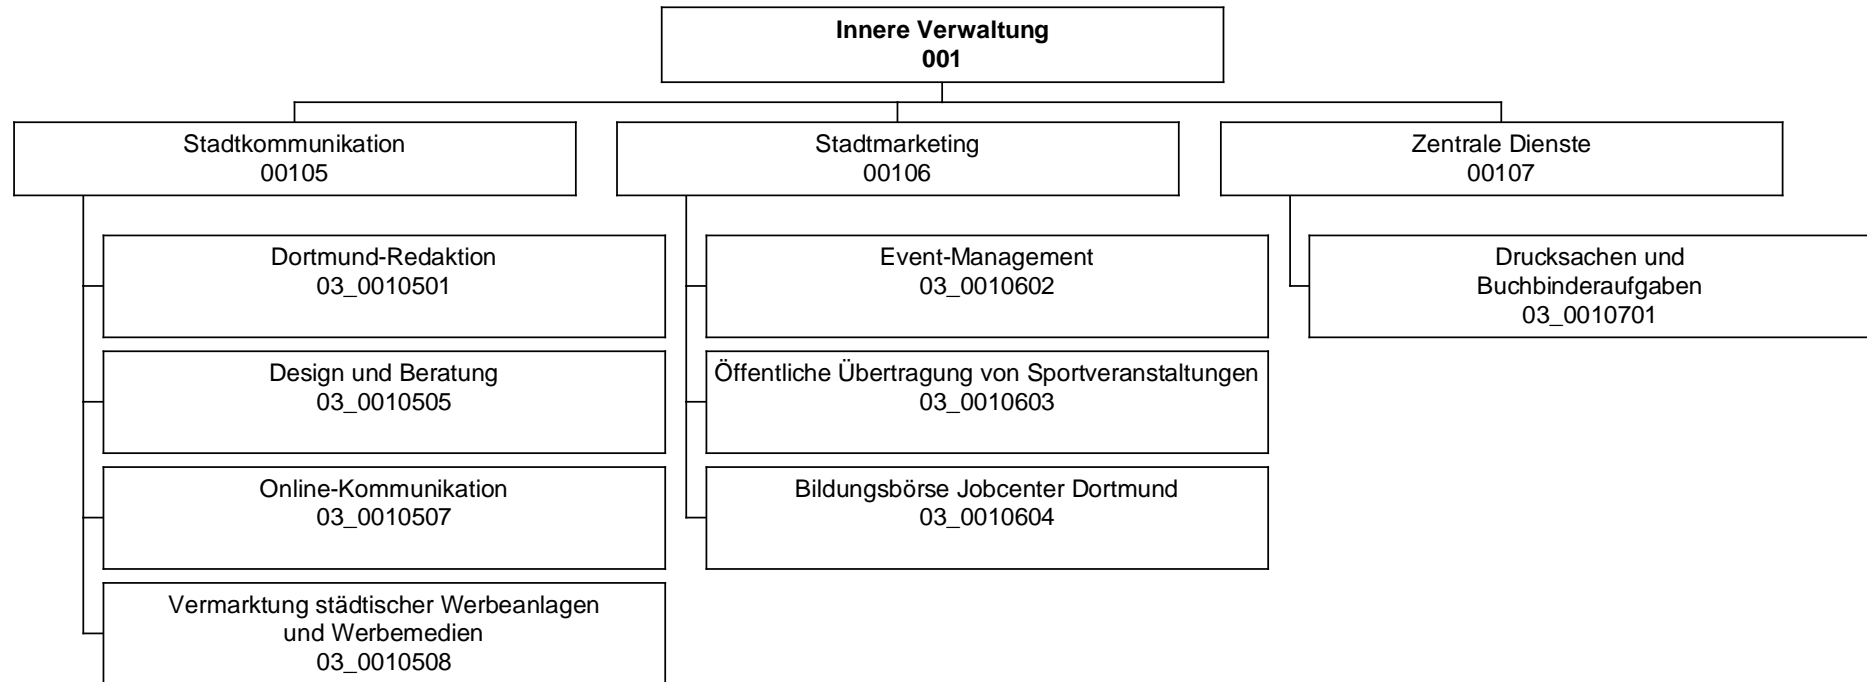 Innere Verwaltung
001
Stadtkommunikation
00105
Stadtmarketing
00106
Zentrale Dienste
00107
Dortmund-Redaktion
03_0010501
Event-Management
03_0010602
Drucksachen und
Buchbinderaufgaben
03_0010701
Design und Beratung
03_0010505
Öffentliche Übertragung von Sportveranstaltungen
03_0010603
Online-Kommunikation
03_0010507
Bildungsbörse Jobcenter Dortmund
03_0010604
Vermarktung städtischer Werbeanlagen
und Werbemedien
03_0010508